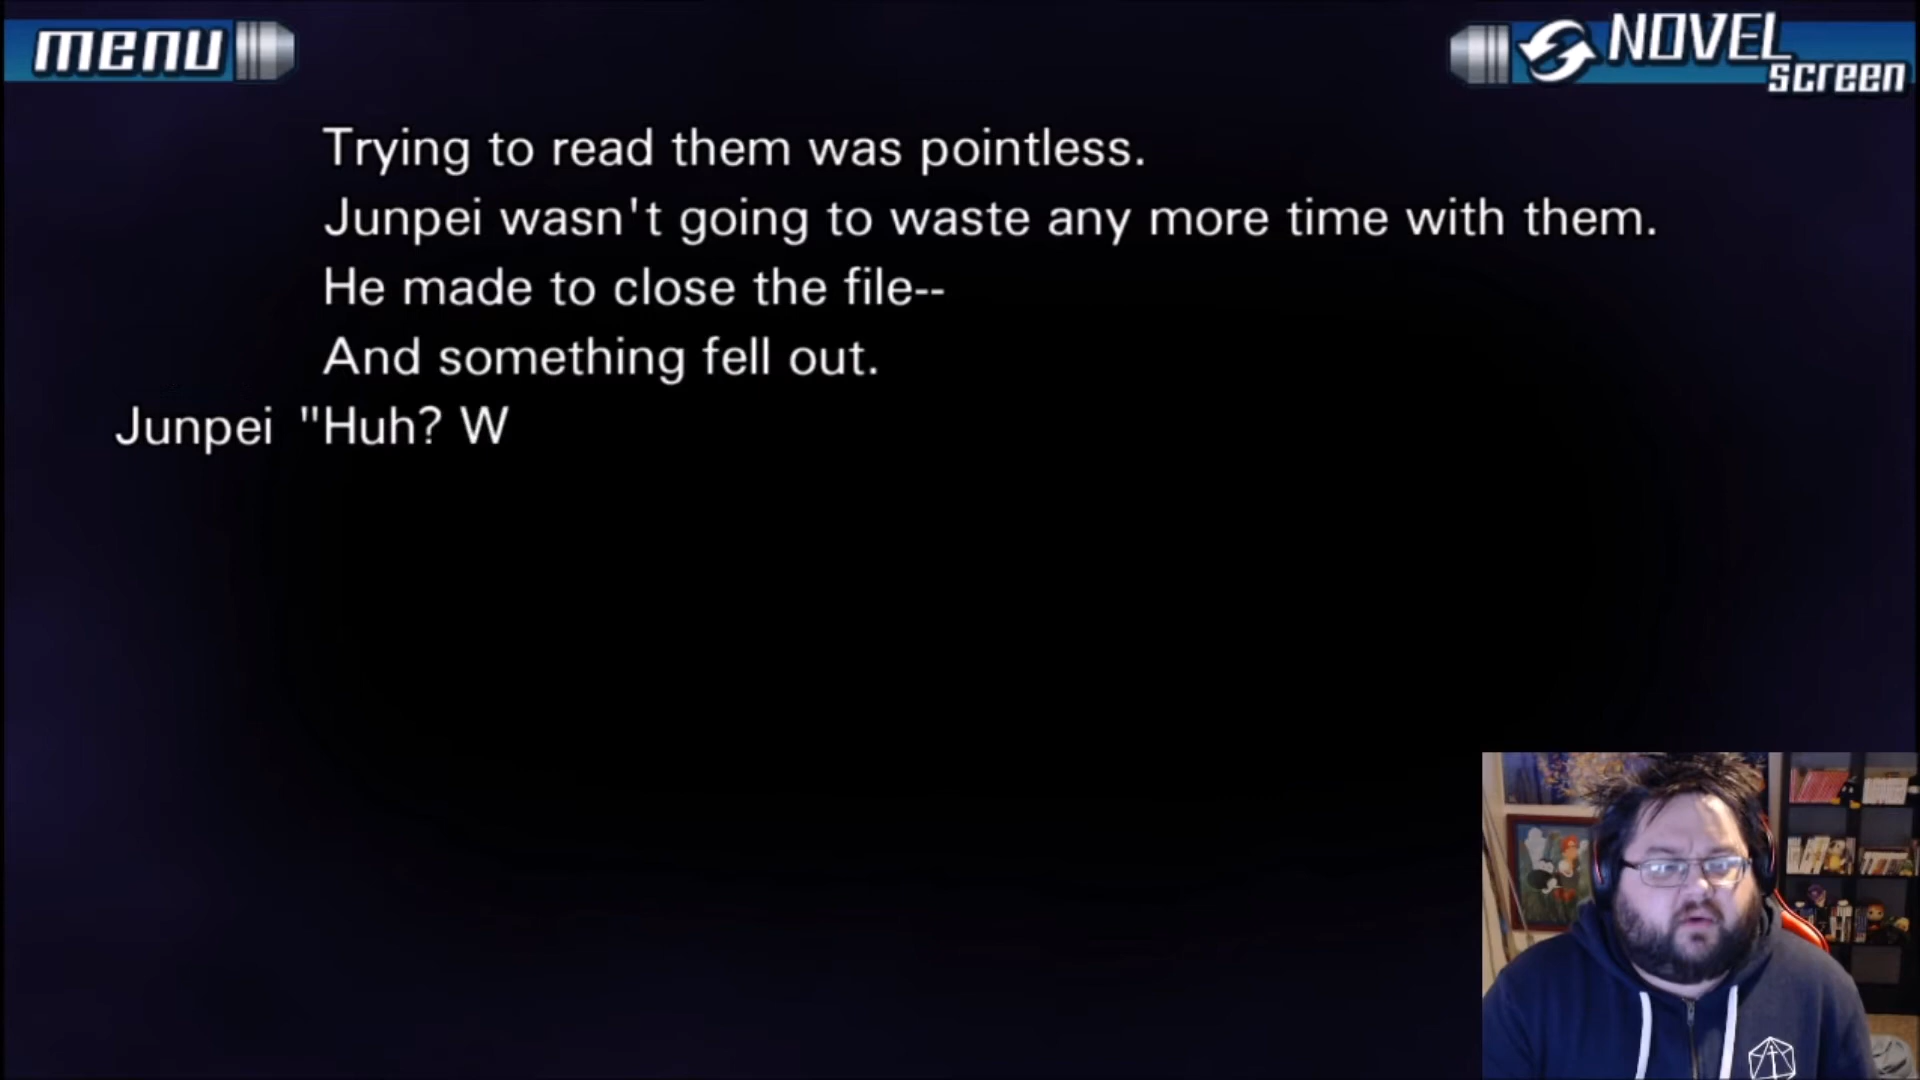 menu
NOVEL
screen
Trying to read them was pointless.
Junpei wasn't going to waste any more time with them.
He made to close the file--
And something fell out.
Junpei "Huh? W